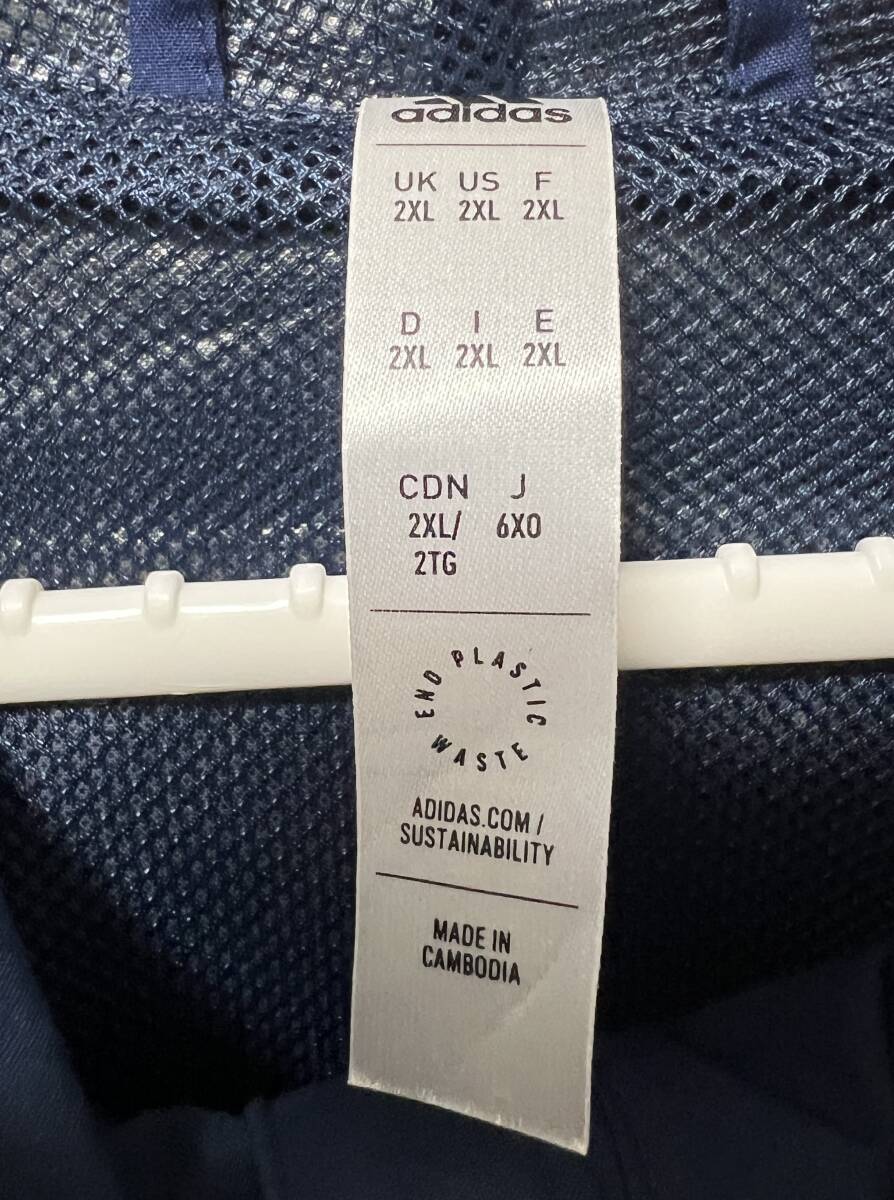 adidas
UK US F
2XL 2XL 2XL
D I E
2XL 2XL 2XL
CDN J
2XL/ 6XO
2TG
END PLASTIC WASTE
ADIDAS.COM/
SUSTAINABILITY
MADE IN
CAMBODIA